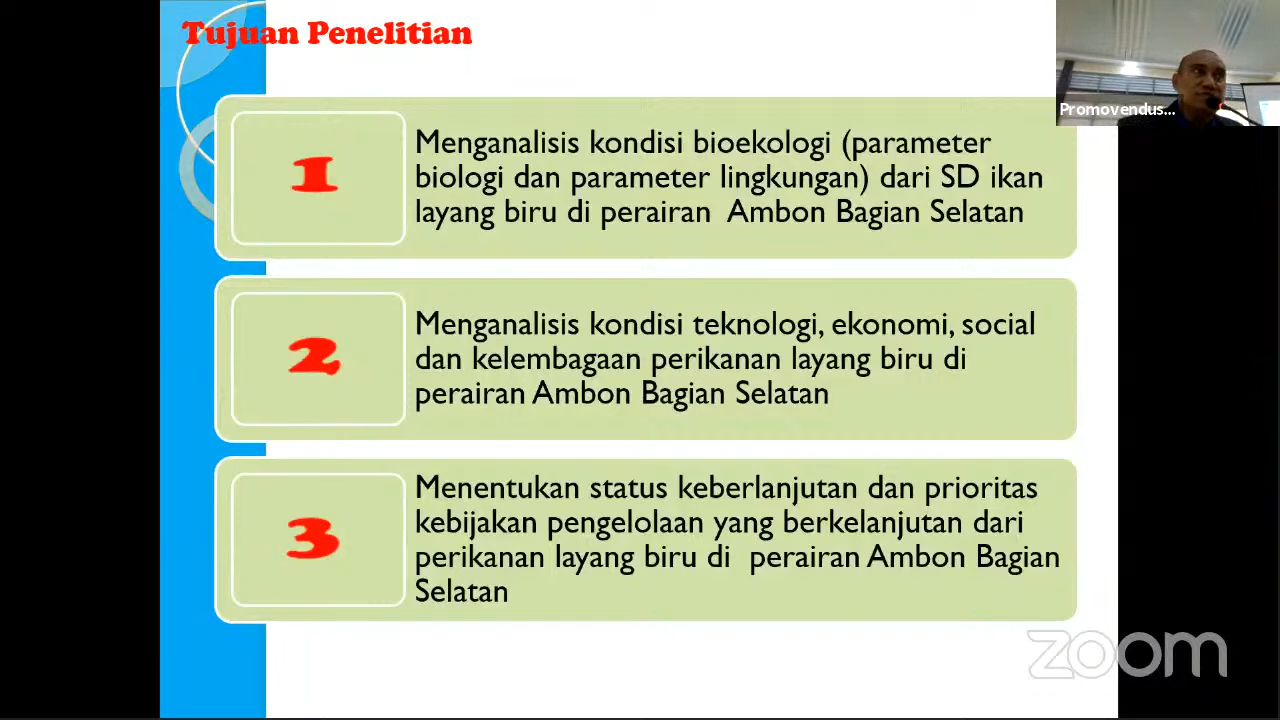 Tujuan Penelitian
Promovendus...
1
Menganalisis kondisi bioekologi (parameter
biologi dan parameter lingkungan) dari SD ikan
layang biru di perairan Ambon Bagian Selatan
2
Menganalisis kondisi teknologi, ekonomi, social
dan kelembagaan perikanan layang biru di
perairan Ambon Bagian Selatan
3
Menentukan status keberlanjutan dan prioritas
kebijakan pengelolaan yang berkelanjutan dari
perikanan layang biru di perairan Ambon Bagian
Selatan
zoom